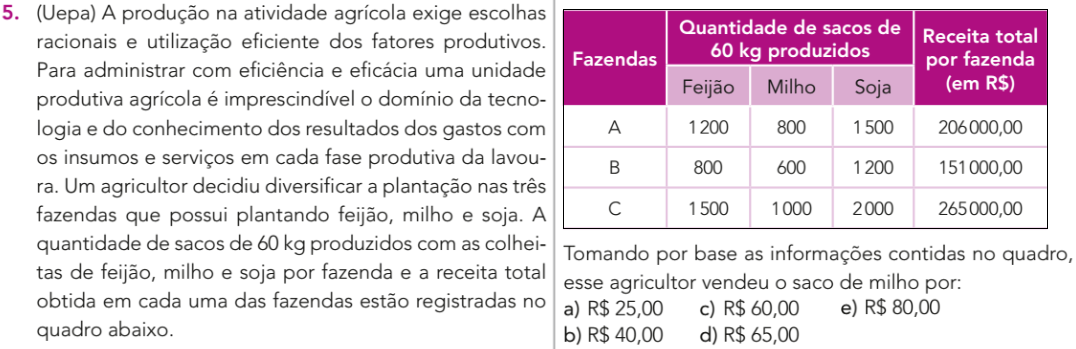 5. (Uepa) A produção na atividade agrícola exige escolhas
racionais e utilização eficiente dos fatores produtivos.
Para administrar com eficiência e eficácia uma unidade
produtiva agrícola é imprescindível o domínio da tecno-
logia e do conhecimento dos resultados dos gastos com
os insumos e serviços em cada fase produtiva da lavou-
ra. Um agricultor decidiu diversificar a plantação nas três
fazendas que possui plantando feijão, milho e soja. A
quantidade de sacos de 60 kg produzidos com as colhei-
tas de feijão, milho e soja por fazenda e a receita total
obtida em cada uma das fazendas estão registradas no
quadro abaixo.
Fazendas
Quantidade de sacos de
60 kg produzidos
Receita total
por fazenda
(em R$)
Feijão Milho Soja
A 1 200 800 1 500 206 000,00
B 800 600 1 200 151 000,00
C 1 500 1 000 2 000 265 000,00
Tomando por base as informações contidas no quadro,
esse agricultor vendeu o saco de milho por:
a) R$ 25,00 c) R$ 60,00 e) R$ 80,00
b) R$ 40,00 d) R$ 65,00